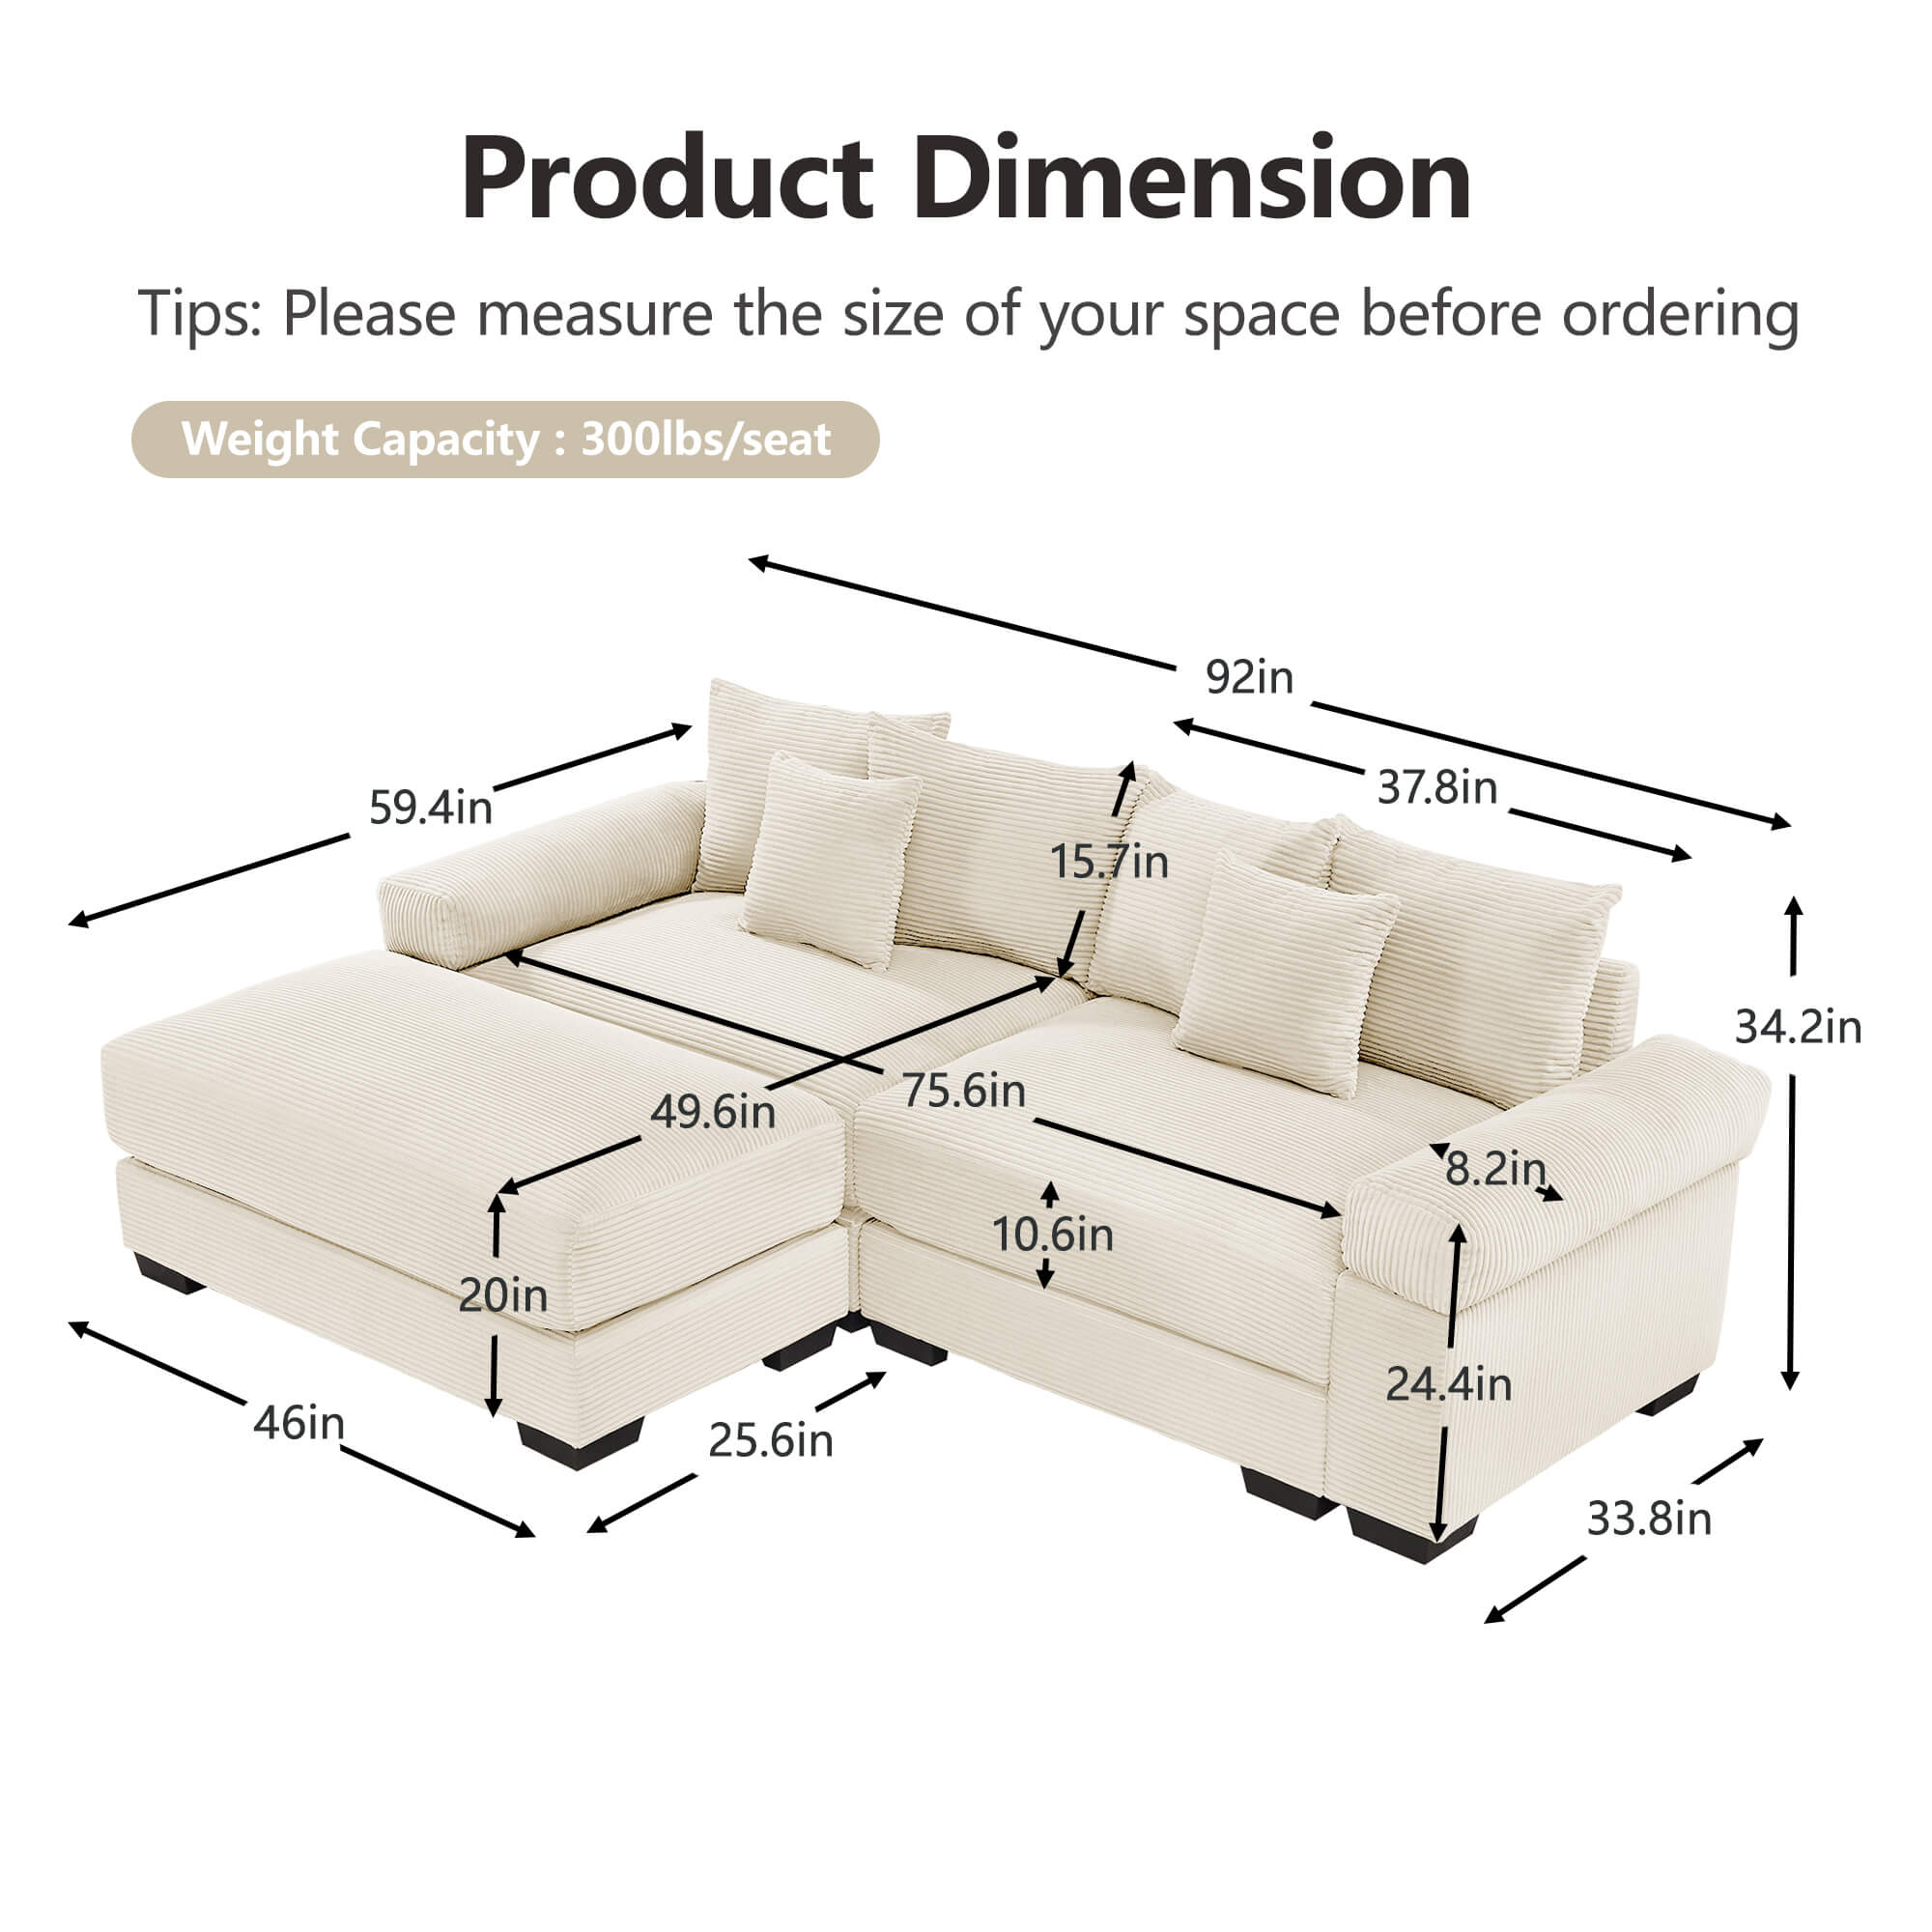 Product Dimension
Tips: Please measure the size of your space before ordering
Weight Capacity : 300lbs/seat
92in
37.8in
59.4in
15.7in
34.2in
75.6in
49.6in
8.2in
10.6in
20in
24.4in
46in
25.6in
33.8in